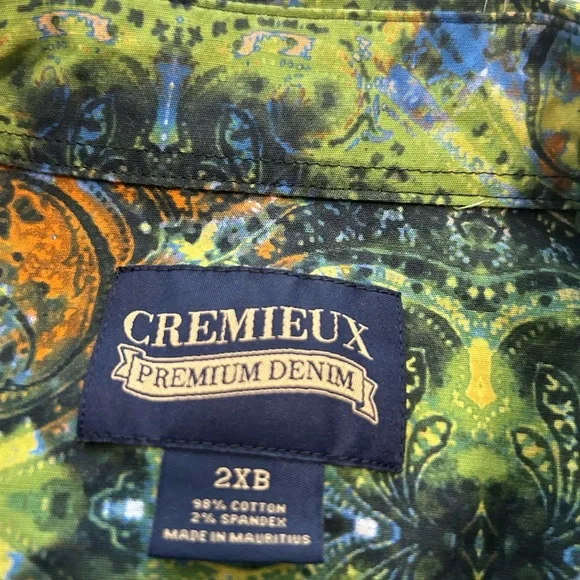 CREMIEUX
PREMIUM DENIM
2XB
98% COTTON
2% SPANDEX
MADE IN MAURITIUS